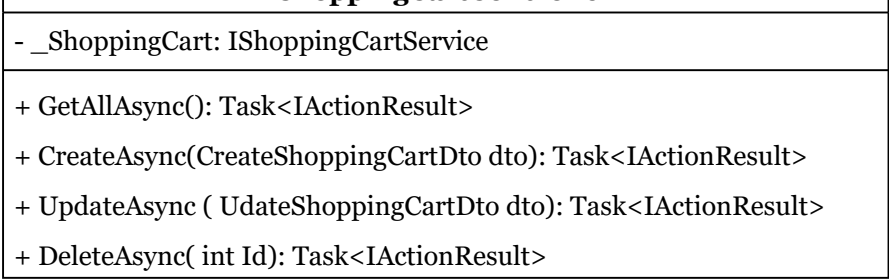 - _ShoppingCart: IShoppingCartService
+ GetAllAsync(): Task<IActionResult>
+ CreateAsync(CreateShoppingCartDto dto): Task<IActionResult>
+ UpdateAsync ( UdateShoppingCartDto dto): Task<IActionResult>
+ DeleteAsync( int Id): Task<IActionResult>